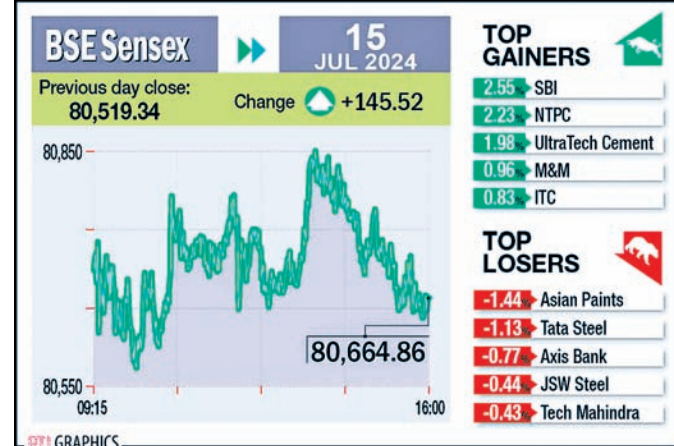 BSE Sensex
15
JUL 2024
Previous day close:
80,519.34
Change +145.52
80,850
80,664.86
80,550
09:15
16:00
TOP
GAINERS
2.55% SBI
2.23% NTPC
1.98% UltraTech Cement
0.96% M&M
0.83% ITC
TOP
LOSERS
-1.44% Asian Paints
-1.13% Tata Steel
-0.77% Axis Bank
-0.44% JSW Steel
-0.43% Tech Mahindra
PTI GRAPHICS